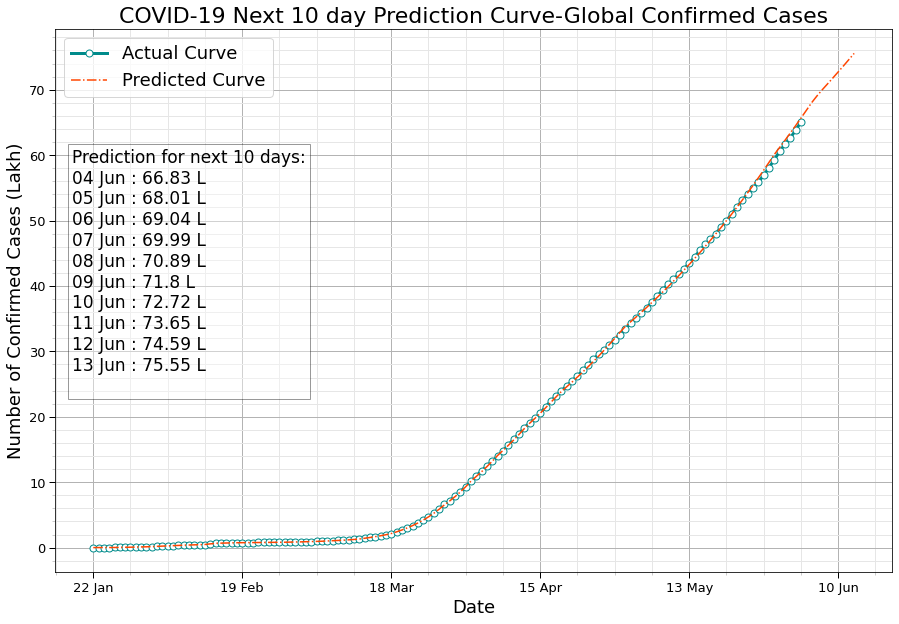 COVID-19 Next 10 day Prediction Curve-Global Confirmed Cases
Actual Curve
Predicted Curve
Prediction for next 10 days:
04 Jun : 66.83 L
05 Jun : 68.01 L
06 Jun : 69.04 L
07 Jun : 69.99 L
08 Jun : 70.89 L
09 Jun : 71.8 L
10 Jun : 72.72 L
11 Jun : 73.65 L
12 Jun : 74.59 L
13 Jun : 75.55 L
Number of Confirmed Cases (Lakh)
70
60
50
40
30
20
10
0
22 Jan 19 Feb 18 Mar 15 Apr 13 May 10 Jun
Date